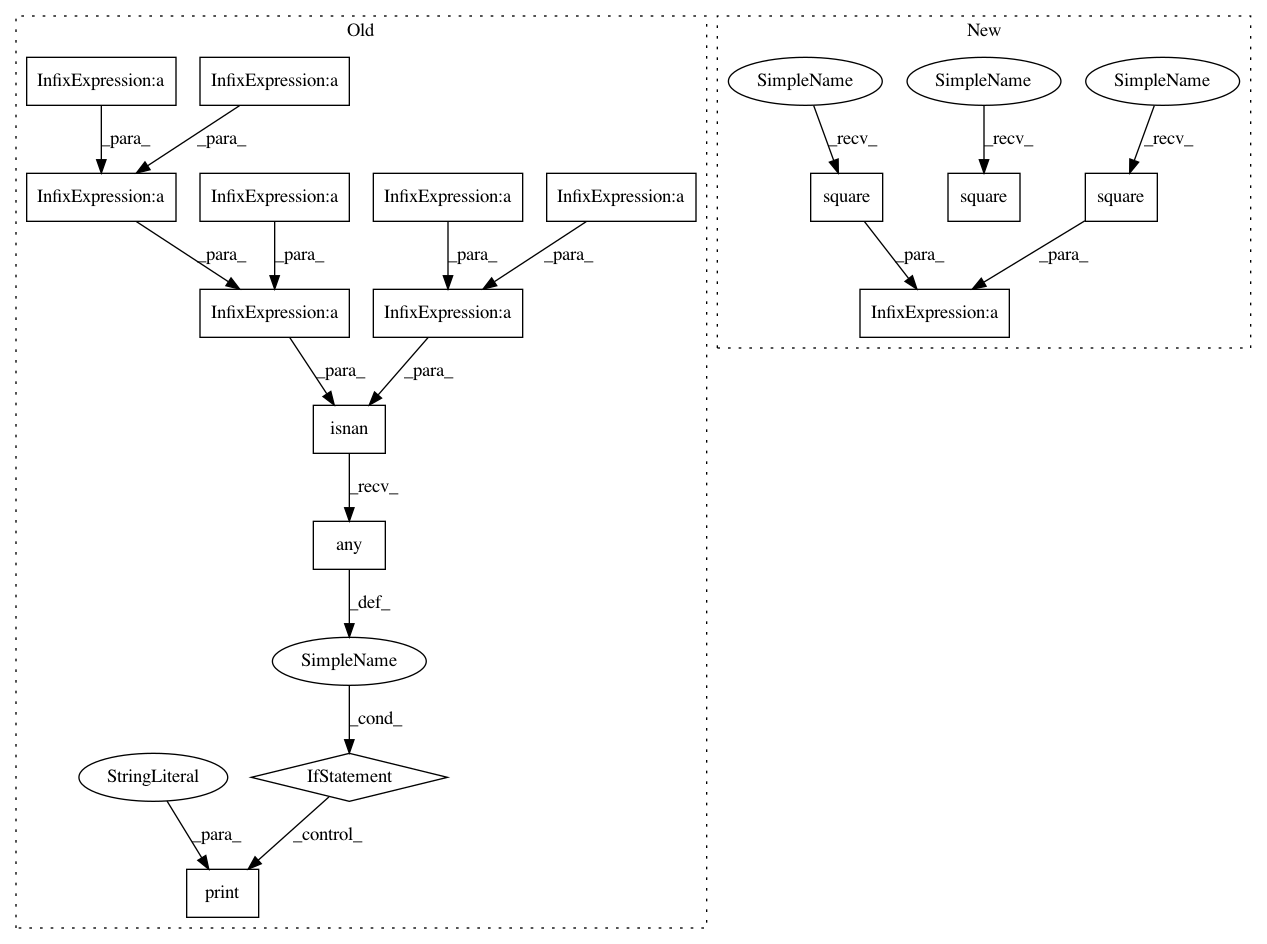 Old
New
InfixExpression:a
InfixExpression:a
SimpleName
SimpleName
SimpleName
_para_
_para_
_recv_
_recv_
_recv_
InfixExpression:a
InfixExpression:a
InfixExpression:a
InfixExpression:a
square
square
square
_para_
_para_
_para_
_para_
_para_
_para_
InfixExpression:a
InfixExpression:a
InfixExpression:a
_para_
_para_
isnan
_recv_
any
_def_
SimpleName
_cond_
StringLiteral
IfStatement
_para_
_control_
print